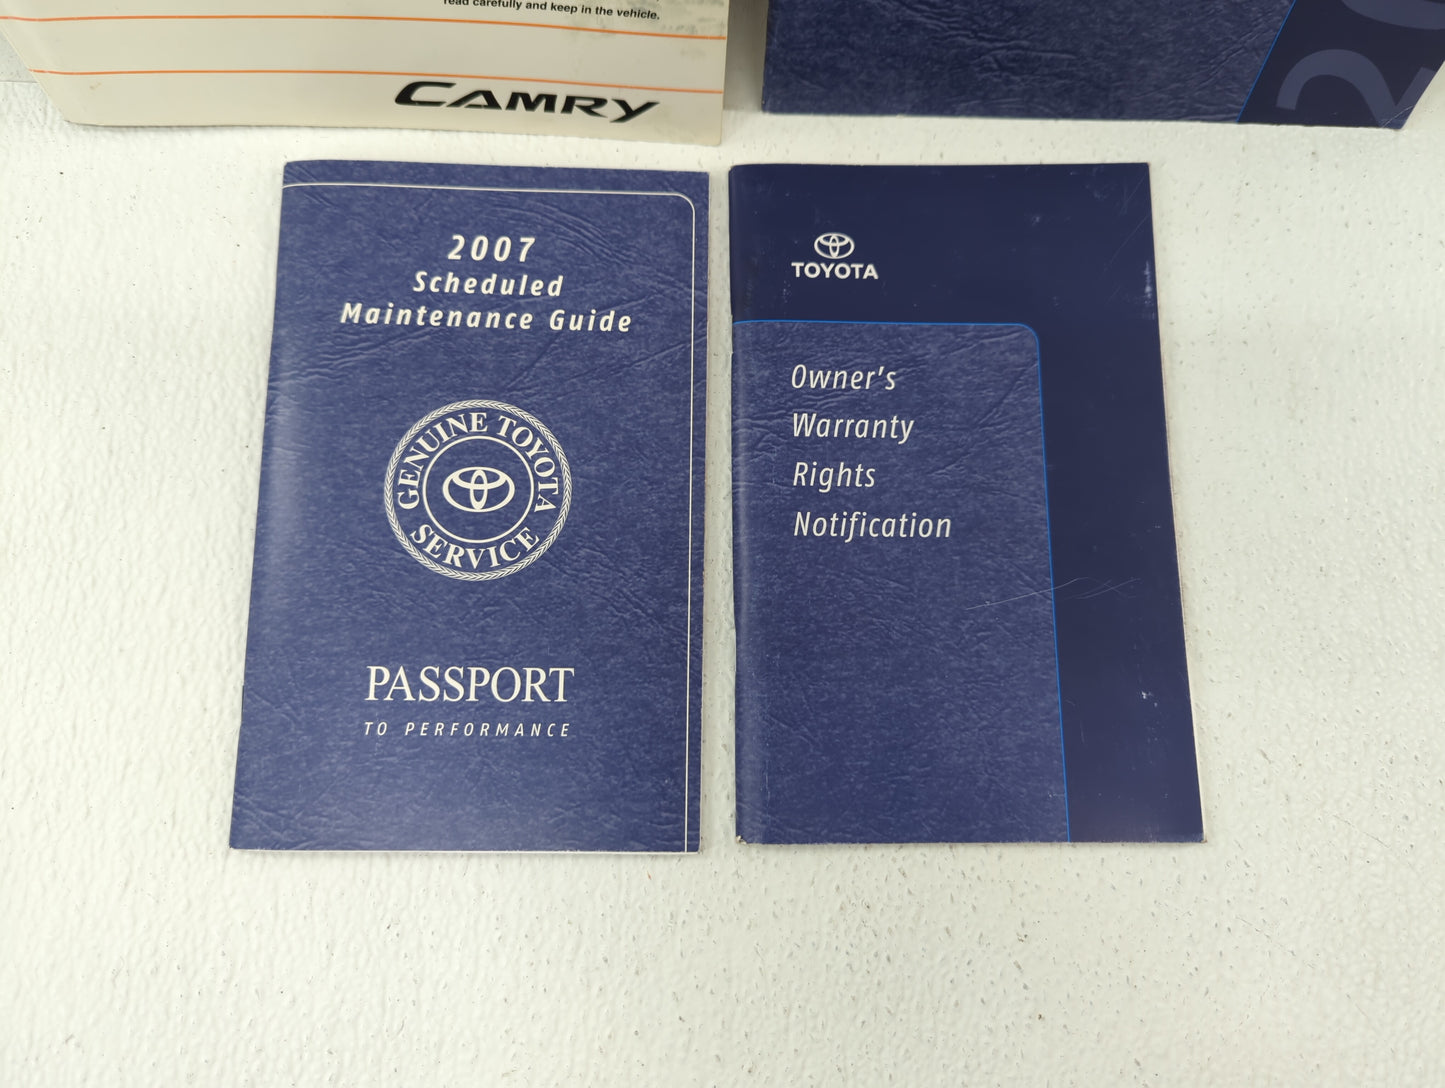 read carefully and keep in the vehicle.
CAMRY
20
2007
Scheduled
Maintenance Guide
GENUINE TOYOTA
SERVICE
PASSPORT
TO PERFORMANCE
TOYOTA
Owner's
Warranty
Rights
Notification